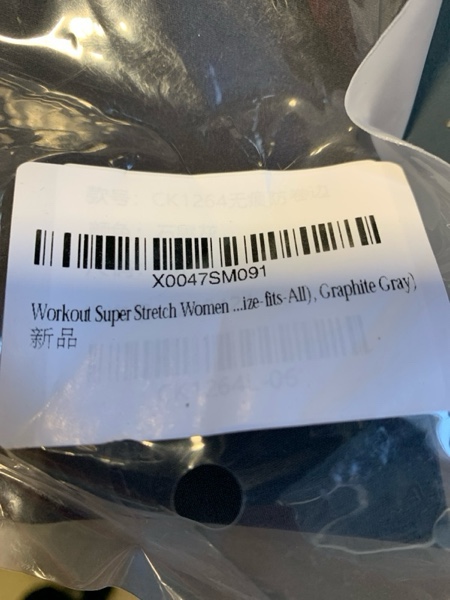 X0047SM091
Workout Super Stretch Women ...ize-fits-All), Graphite Gray)
新品